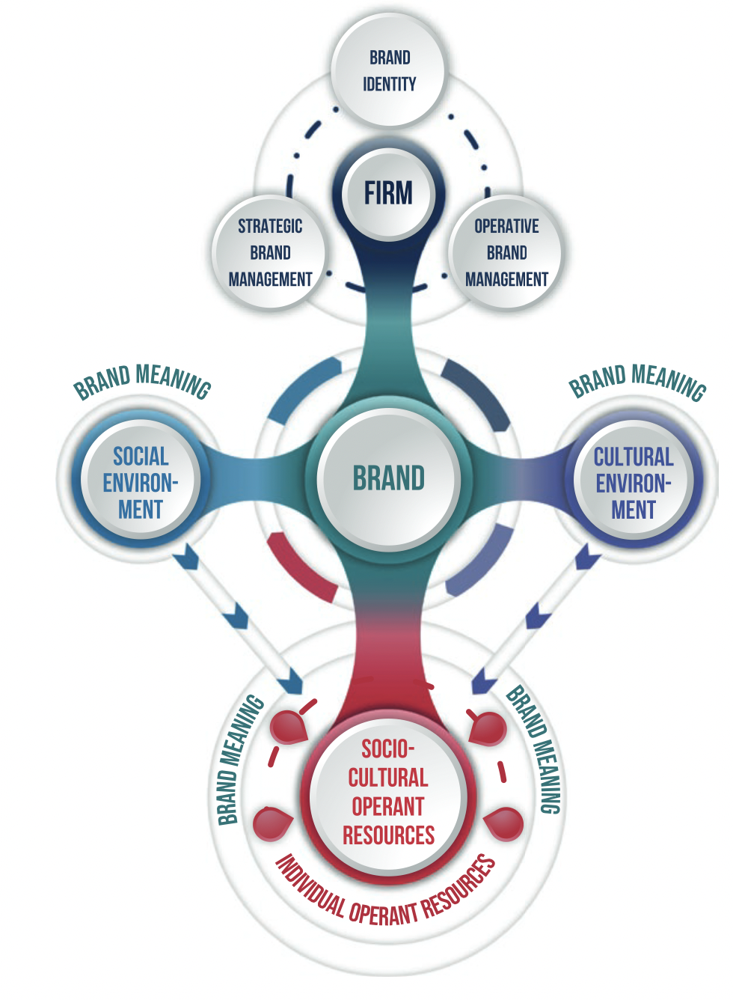 BRAND
IDENTITY
FIRM
STRATEGIC
BRAND
MANAGEMENT
OPERATIVE
BRAND
MANAGEMENT
BRAND MEANING
BRAND MEANING
SOCIAL
ENVIRON-
MENT
BRAND
CULTURAL
ENVIRON-
MENT
BRAND MEANING
BRAND MEANING
SOCIO-
CULTURAL
OPERANT
RESOURCES
INDIVIDUAL OPERANT RESOURCES